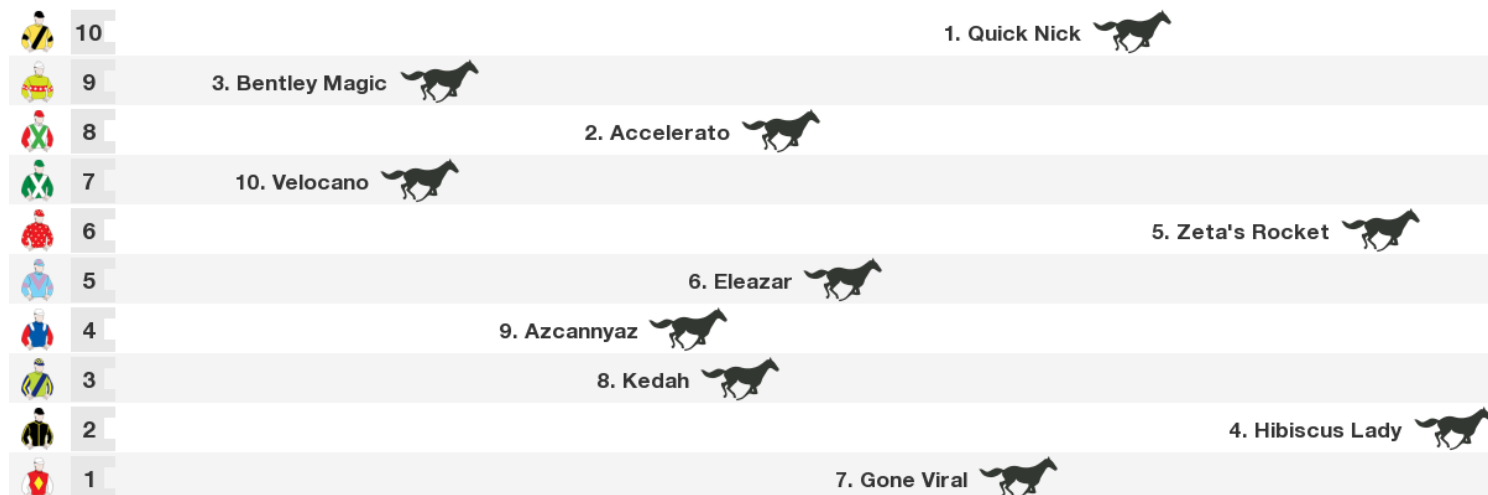 10 1. Quick Nick
9 3. Bentley Magic
8 2. Accelerato
7 10. Velocano
6 5. Zeta's Rocket
5 6. Eleazar
4 9. Azcannyaz
3 8. Kedah
2 4. Hibiscus Lady
1 7. Gone Viral